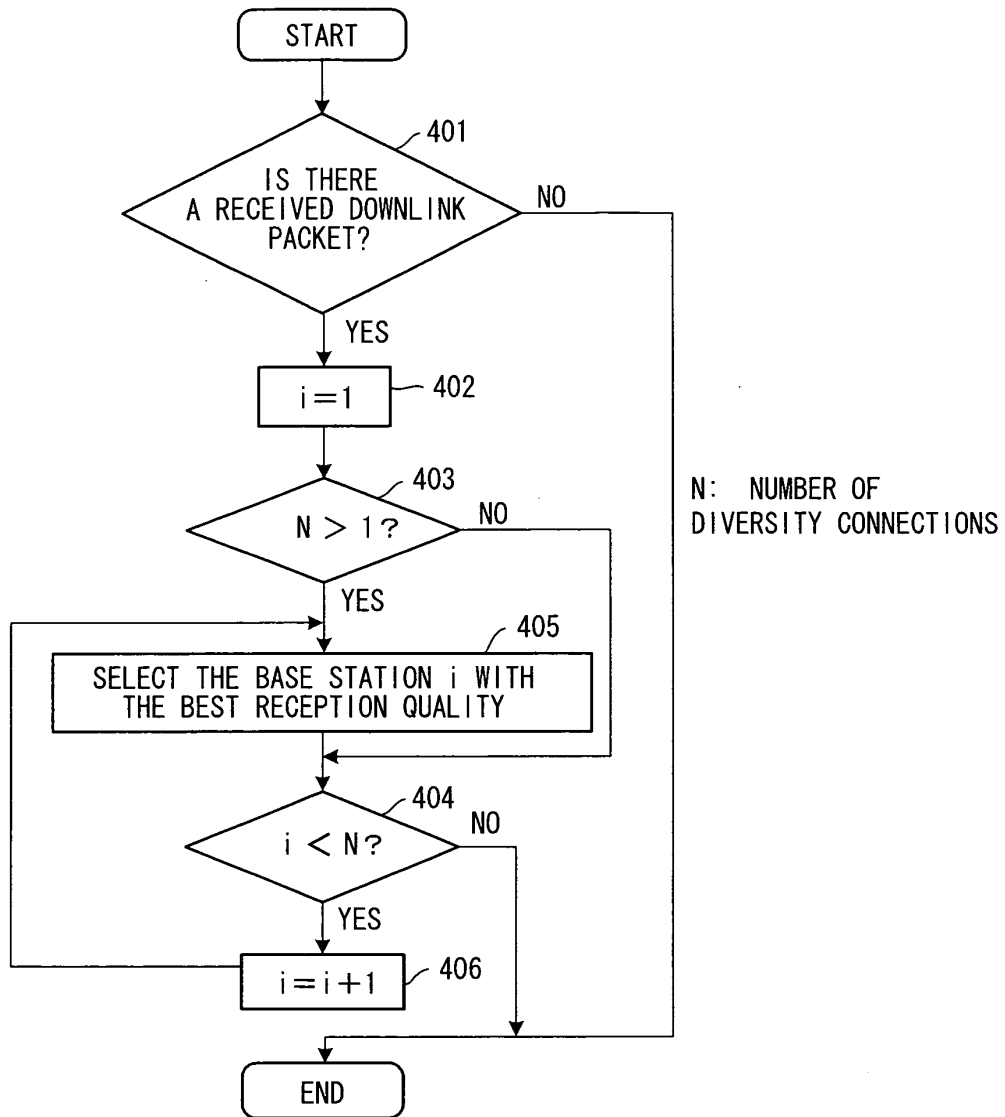 START
401
IS THERE
A RECEIVED DOWNLINK
PACKET?
NO
YES
i=1
402
403
N > 1?
NO
N: NUMBER OF
DIVERSITY CONNECTIONS
YES
405
SELECT THE BASE STATION i WITH
THE BEST RECEPTION QUALITY
404
i < N?
NO
YES
i=i+1
406
END